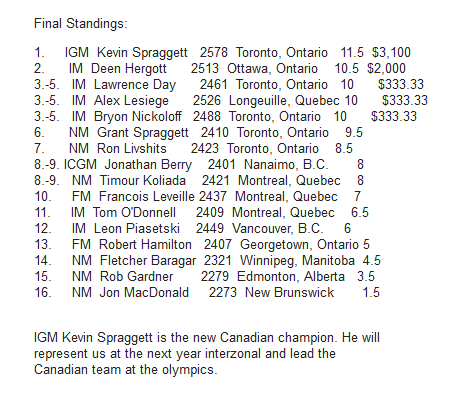 Final Standings:
1. IGM Kevin Spraggett 2578 Toronto, Ontario 11.5 $3,100
2. IM Deen Hergott 2513 Ottawa, Ontario 10.5 $2,000
3.-5. IM Lawrence Day 2461 Toronto, Ontario 10 $333.33
3.-5. IM Alex Lesiege 2526 Longeuille, Quebec 10 $333.33
3.-5. IM Bryon Nickoloff 2488 Toronto, Ontario 10 $333.33
6. NM Grant Spraggett 2410 Toronto, Ontario 9.5
7. NM Ron Livshits 2423 Toronto, Ontario 8.5
8.-9. ICGM Jonathan Berry 2401 Nanaimo, B.C. 8
8.-9. NM Timour Koliada 2421 Montreal, Quebec 8
10. FM Francois Leveille 2437 Montreal, Quebec 7
11. IM Tom O'Donnell 2409 Montreal, Quebec 6.5
12. IM Leon Piasetski 2449 Vancouver, B.C. 6
13. FM Robert Hamilton 2407 Georgetown, Ontario 5
14. NM Fletcher Baragar 2321 Winnipeg, Manitoba 4.5
15. NM Rob Gardner 2279 Edmonton, Alberta 3.5
16. NM Jon MacDonald 2273 New Brunswick 1.5
IGM Kevin Spraggett is the new Canadian champion. He will
represent us at the next year interzonal and lead the
Canadian team at the olympics.